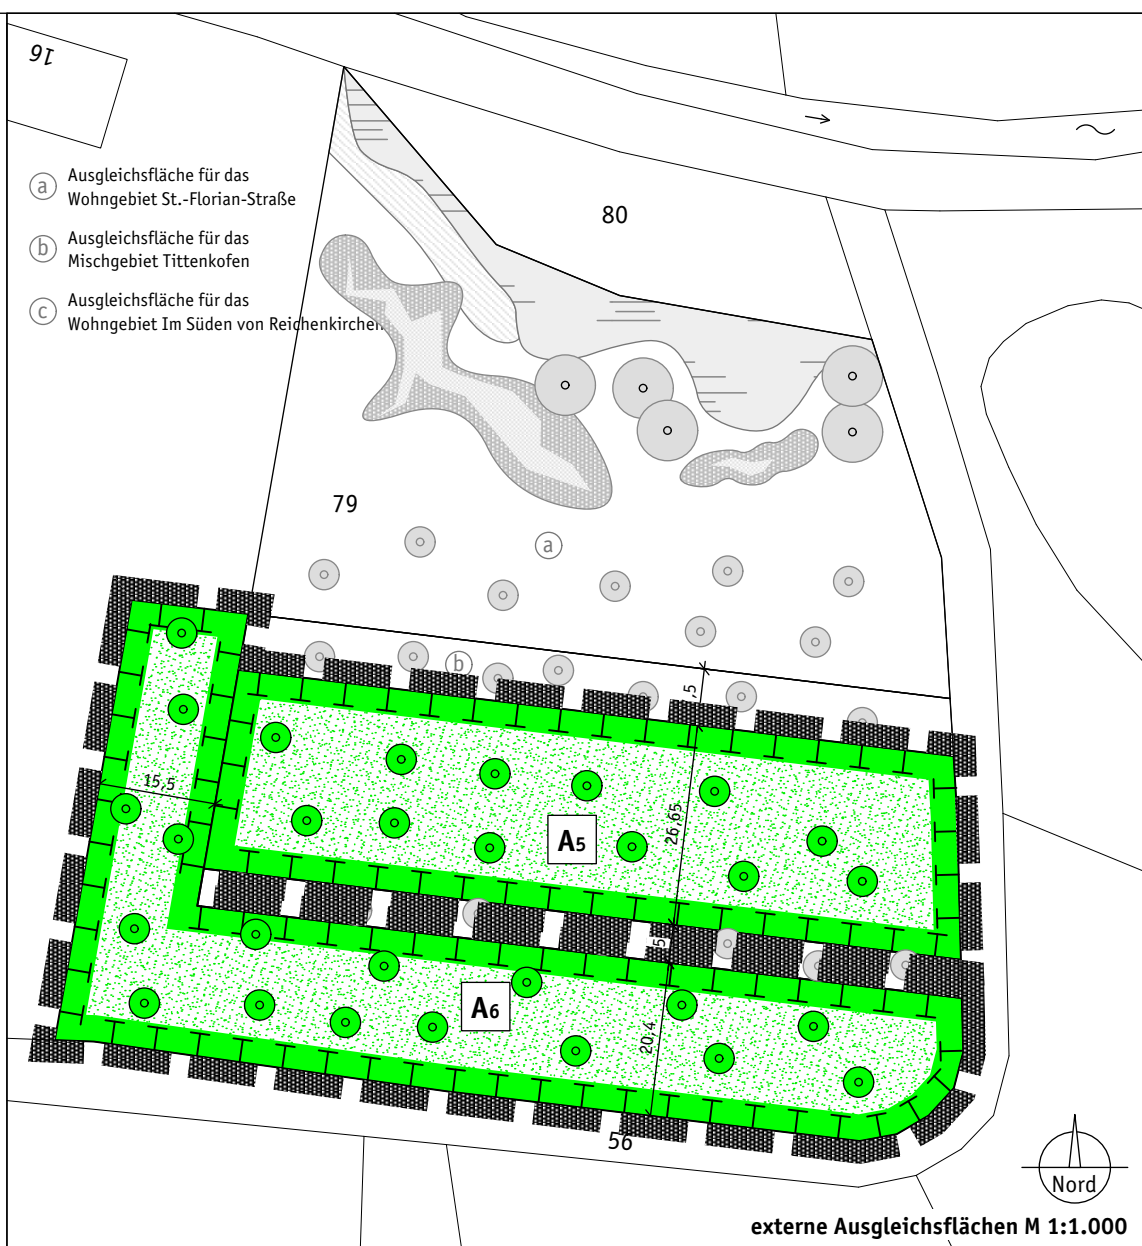 16
80
a Ausgleichsfläche für das
Wohngebiet St.-Florian-Straße
b Ausgleichsfläche für das
Mischgebiet Tittenkofen
c Ausgleichsfläche für das
Wohngebiet Im Süden von Reichenkirchen
79
a
b
15,5
26,65
A5
A6
20,4
56
Nord
externe Ausgleichsflächen M 1:1.000